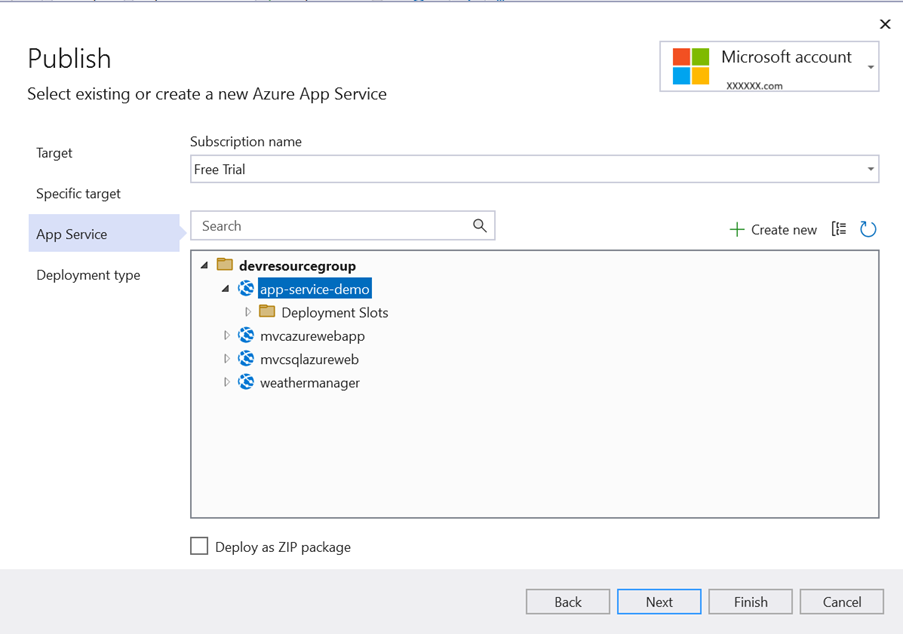 Publish
Select existing or create a new Azure App Service
Microsoft account
XXXXXX.com
Target
Specific target
App Service
Deployment type
Subscription name
Free Trial
Search
Create new
devresourcegroup
app-service-demo
Deployment Slots
mvcazurewebapp
mvcsqlazureweb
weathermanager
Deploy as ZIP package
Back
Next
Finish
Cancel